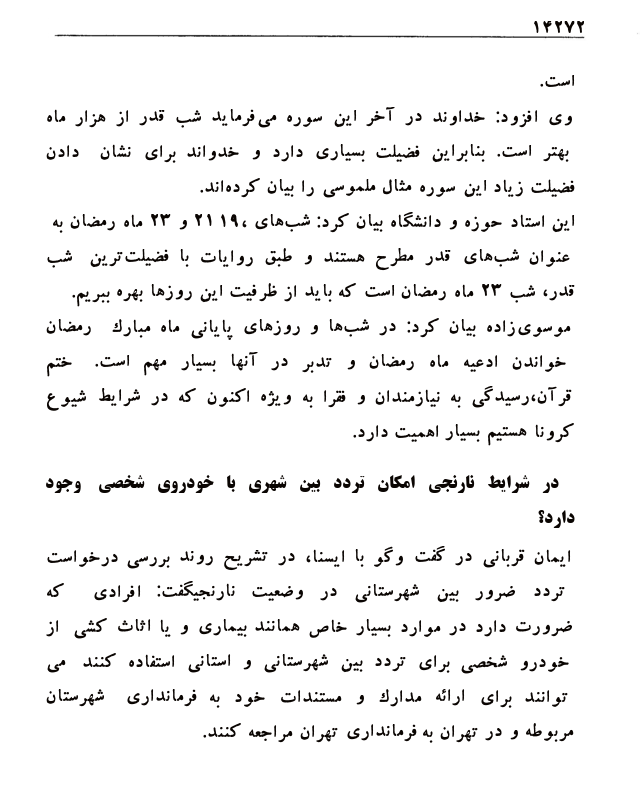 ۱۴۲۷۲
است.
وی افزود: خداوند در آخر این سوره می‌فرماید شب قدر از هزار ماه
بهتر است. بنابراین فضیلت بسیاری دارد و خدواند برای نشان دادن
فضیلت زیاد این سوره مثال ملموسی را بیان کرده‌اند.
این استاد حوزه و دانشگاه بیان کرد: شب‌های ،۱۹ ۲۱ و ۲۳ ماه رمضان به
عنوان شب‌های قدر مطرح هستند و طبق روایات با فضیلت‌ترین شب
قدر، شب ۲۳ ماه رمضان است که باید از ظرفیت این روزها بهره ببریم.
موسوی‌زاده بیان کرد: در شب‌ها و روزهای پایانی ماه مبارك رمضان
خواندن ادعیه ماه رمضان و تدبر در آنها بسیار مهم است. ختم
قرآن،رسیدگی به نیازمندان و فقرا به ویژه اکنون که در شرایط شیوع
کرونا هستیم بسیار اهمیت دارد.
در شرایط نارنجی امکان تردد بین شهری با خودروی شخصی وجود
دارد؟
ایمان قربانی در گفت وگو با ایسنا، در تشریح روند بررسی درخواست
تردد ضرور بین شهرستانی در وضعیت نارنجیگفت: افرادی که
ضرورت دارد در موارد بسیار خاص همانند بیماری و یا اثاث کشی از
خودرو شخصی برای تردد بین شهرستانی و استانی استفاده کنند می
توانند برای ارائه مدارك و مستندات خود به فرمانداری شهرستان
مربوطه و در تهران به فرمانداری تهران مراجعه کنند.